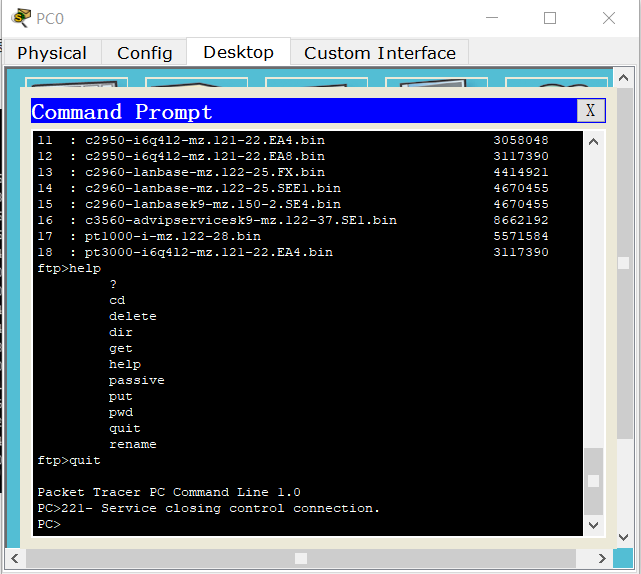 PC0
Physical Config Desktop Custom Interface
Command Prompt X
11 : c2950-i6q4l2-mz.121-22.EA4.bin 3058048
12 : c2950-i6q4l2-mz.121-22.EA8.bin 3117390
13 : c2960-lanbase-mz.122-25.FX.bin 4414921
14 : c2960-lanbase-mz.122-25.SEE1.bin 4670455
15 : c2960-lanbasek9-mz.150-2.SE4.bin 4670455
16 : c3560-advipservicesk9-mz.122-37.SE1.bin 8662192
17 : pt1000-i-mz.122-28.bin 5571584
18 : pt3000-i6q4l2-mz.121-22.EA4.bin 3117390
ftp>help
?
cd
delete
dir
get
help
passive
put
pwd
quit
rename
ftp>quit
Packet Tracer PC Command Line 1.0
PC>221- Service closing control connection.
PC>